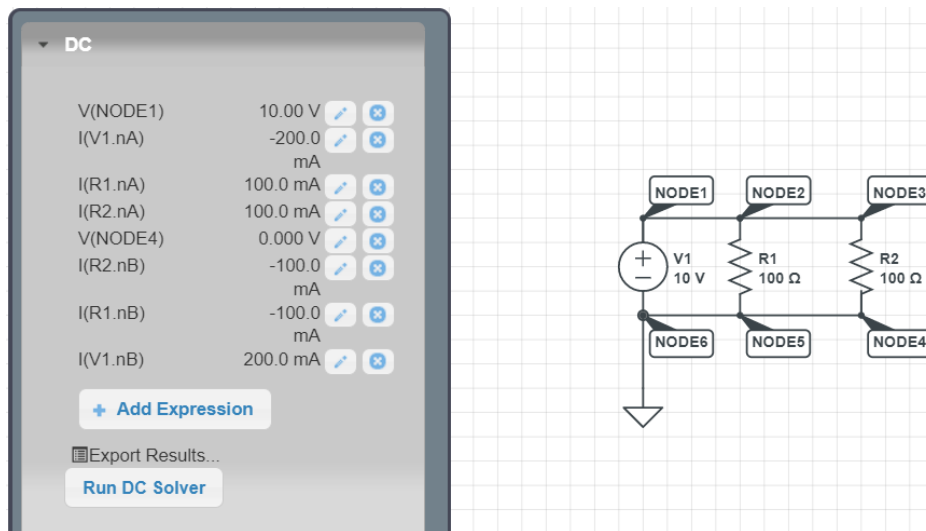 DC
V(NODE1) 10.00 V
I(V1.nA) -200.0
mA
I(R1.nA) 100.0 mA
I(R2.nA) 100.0 mA
V(NODE4) 0.000 V
I(R2.nB) -100.0
mA
I(R1.nB) -100.0
mA
I(V1.nB) 200.0 mA
Add Expression
Export Results...
Run DC Solver
NODE1 NODE2 NODE3
V1 R1 R2
10 V 100 Ω 100 Ω
NODE6 NODE5 NODE4